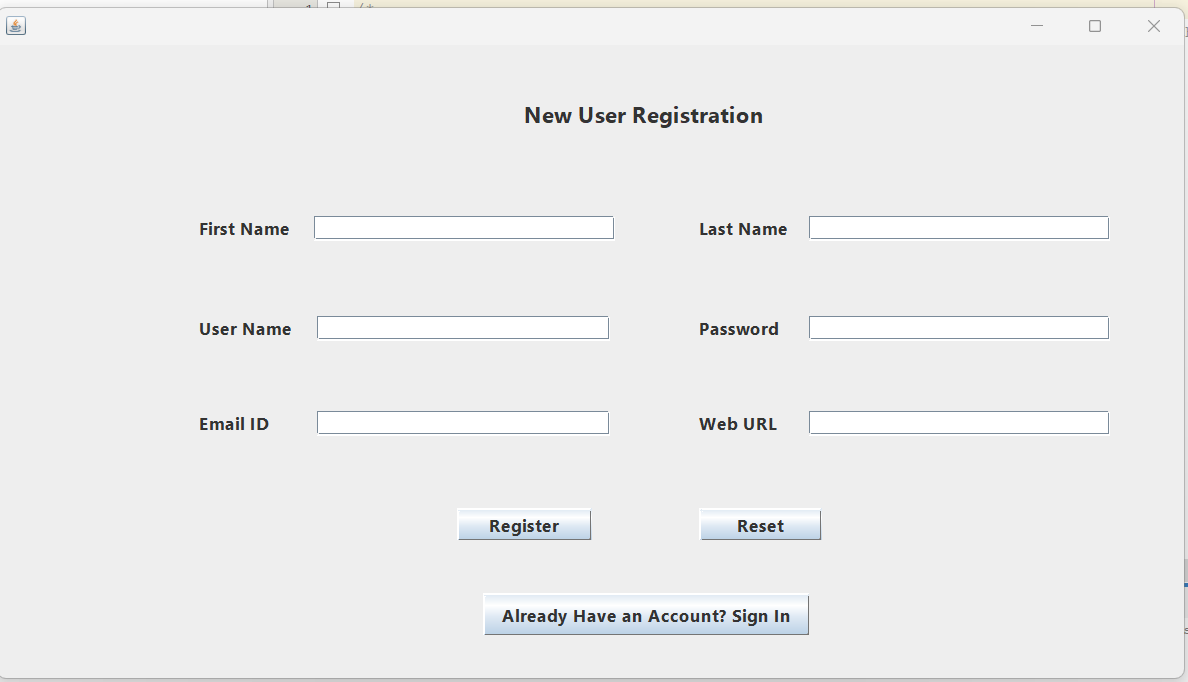 New User Registration
First Name
Last Name
User Name
Password
Email ID
Web URL
Register
Reset
Already Have an Account? Sign In